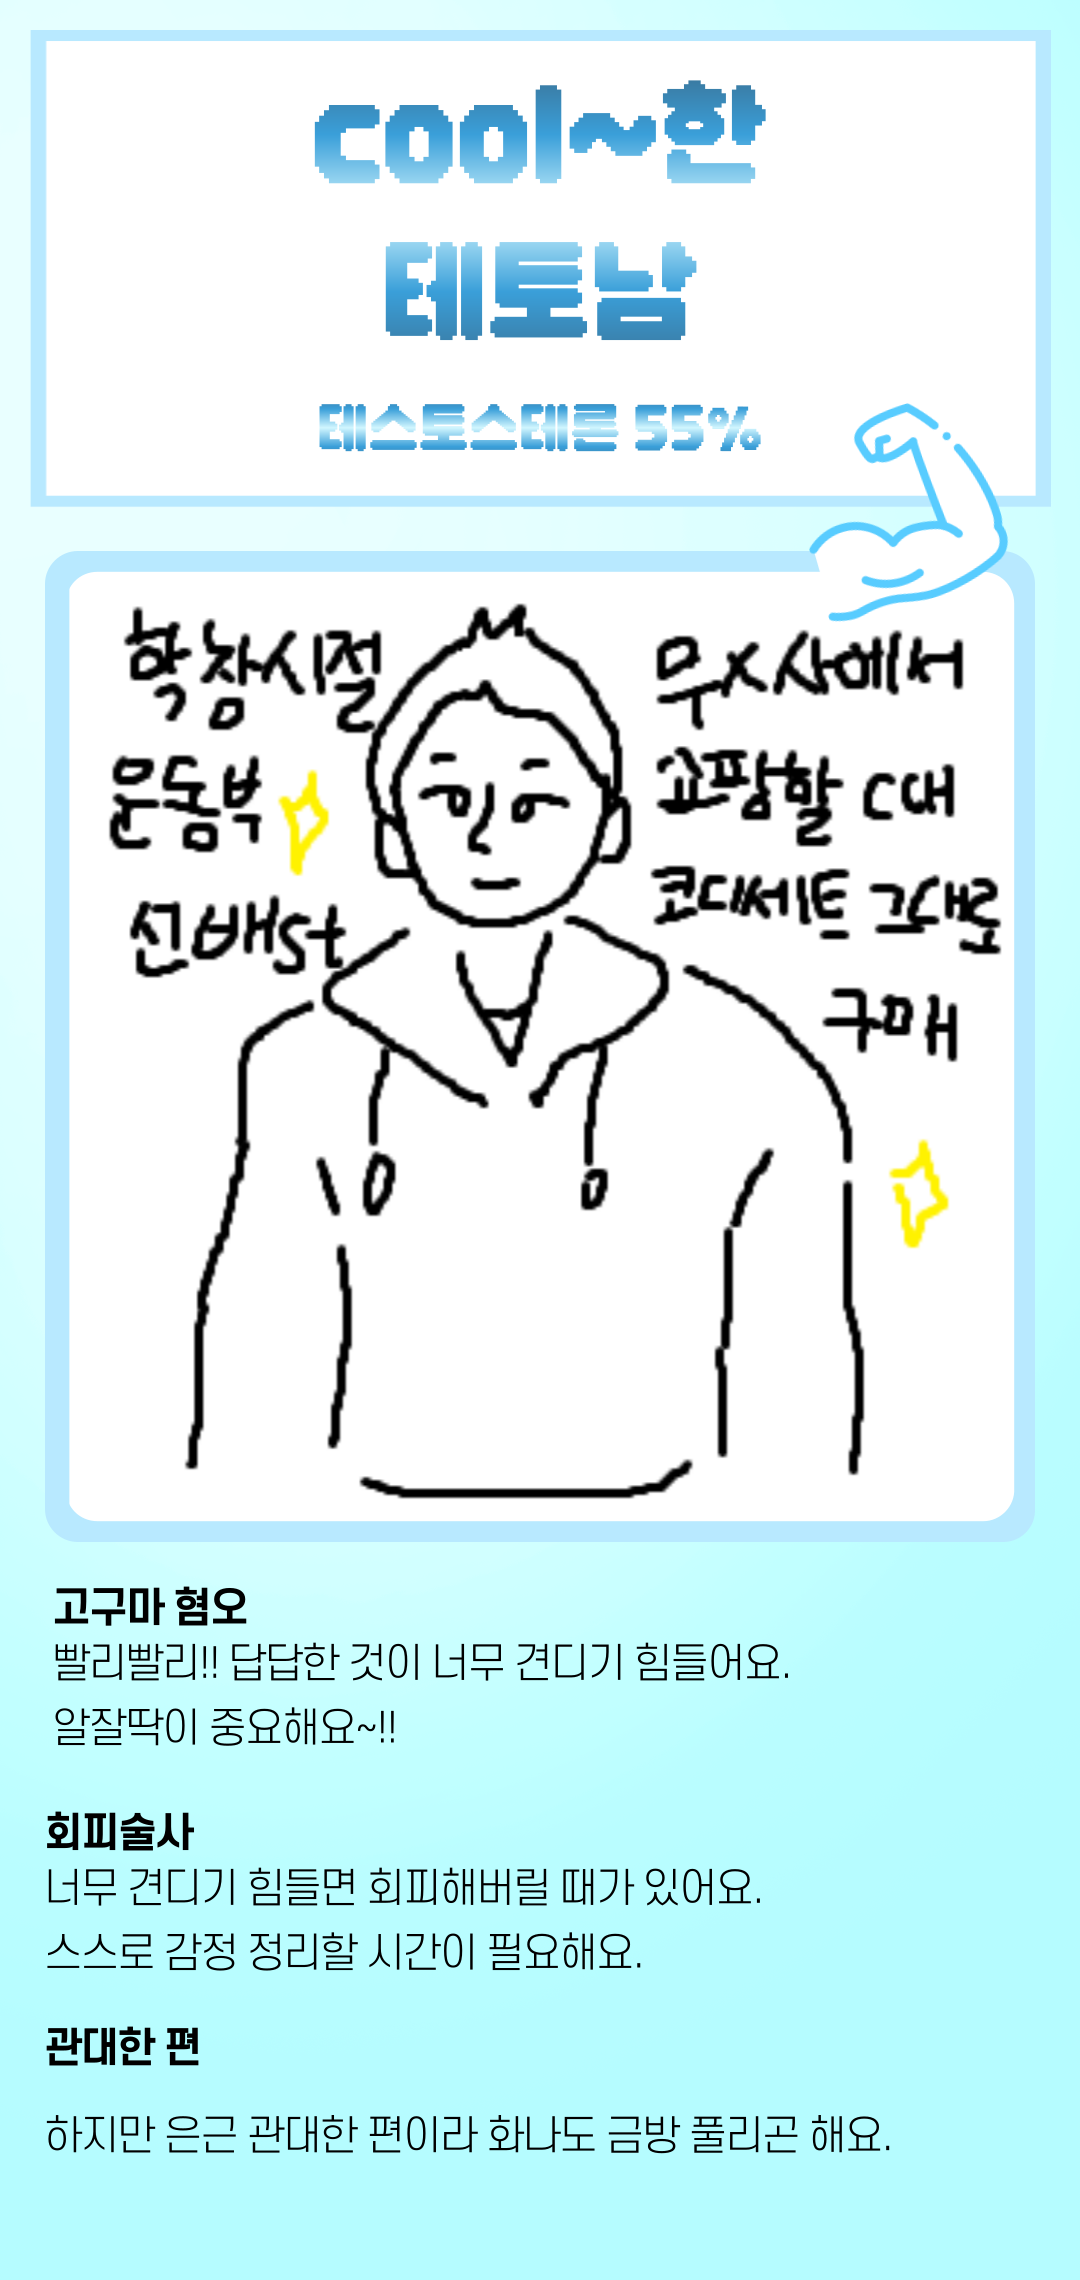 cool~한
테토남
테스토스테론 55%
학창시절
운동부
선배st
무X사에서
쇼핑할 때
코디세트 그대로
구매
고구마 혐오
빨리빨리!! 답답한 것이 너무 견디기 힘들어요.
알잘딱이 중요해요~!!
회피술사
너무 견디기 힘들면 회피해버릴 때가 있어요.
스스로 감정 정리할 시간이 필요해요.
관대한 편
하지만 은근 관대한 편이라 화나도 금방 풀리곤 해요.